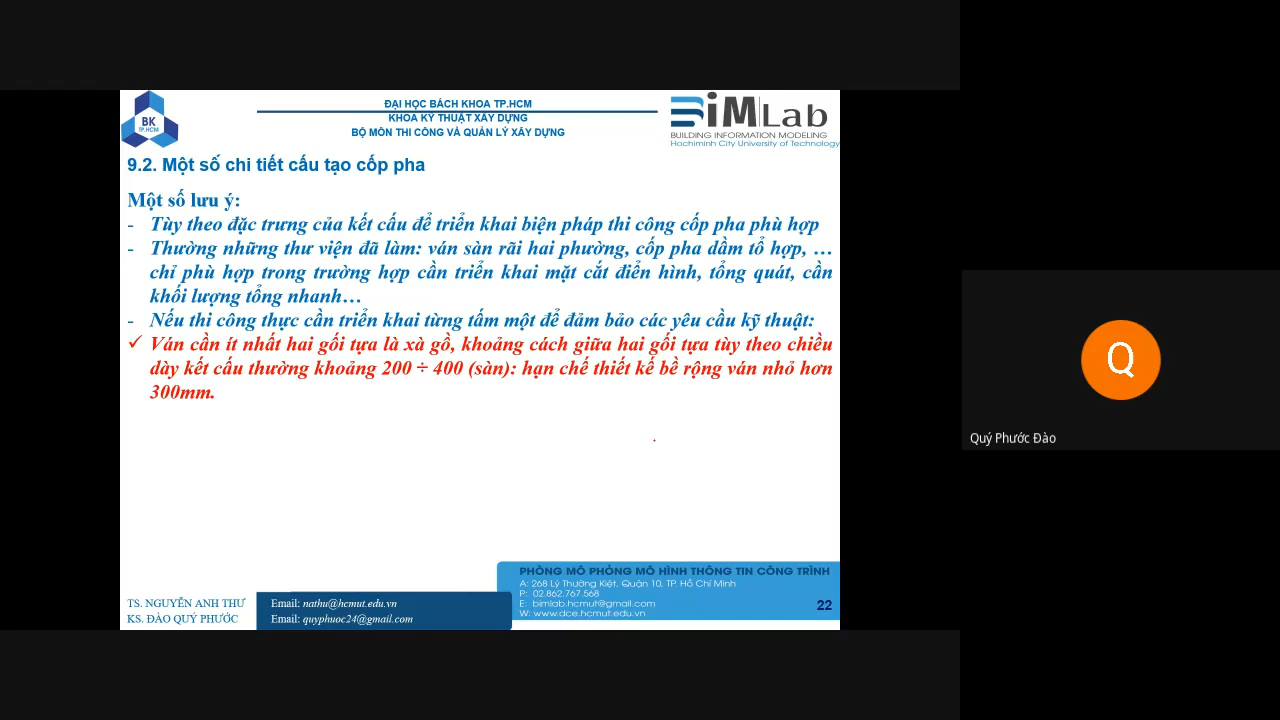 BK
TP.HCM
ĐẠI HỌC BÁCH KHOA TP.HCM
KHOA KỸ THUẬT XÂY DỰNG
BỘ MÔN THI CÔNG VÀ QUẢN LÝ XÂY DỰNG
BiMLab
BUILDING INFORMATION MODELING
Hochiminh City University of Technology
9.2. Một số chi tiết cấu tạo cốp pha
Một số lưu ý:
- Tùy theo đặc trưng của kết cấu để triển khai biện pháp thi công cốp pha phù hợp
- Thường những thư viện đã làm: ván sàn rãi hai phường, cốp pha dầm tổ hợp, …
chỉ phù hợp trong trường hợp cần triển khai mặt cắt điển hình, tổng quát, cần
khối lượng tổng nhanh…
- Nếu thi công thực cần triển khai từng tấm một để đảm bảo các yêu cầu kỹ thuật:
✓ Ván cần ít nhất hai gối tựa là xà gồ, khoảng cách giữa hai gối tựa tùy theo chiều
dày kết cấu thường khoảng 200 ÷ 400 (sàn): hạn chế thiết kế bề rộng ván nhỏ hơn
300mm.
Q
Quý Phước Đào
PHÒNG MÔ PHỎNG MÔ HÌNH THÔNG TIN CÔNG TRÌNH
A: 268 Lý Thường Kiệt, Quận 10, TP. Hồ Chí Minh
P: 02.862.767.568
E: bimlab.hcmut@gmail.com
W: www.dce.hcmut.edu.vn
22
TS. NGUYỄN ANH THƯ
Email: nathu@hcmut.edu.vn
KS. ĐÀO QUÝ PHƯỚC
Email: quyphuoc24@gmail.com